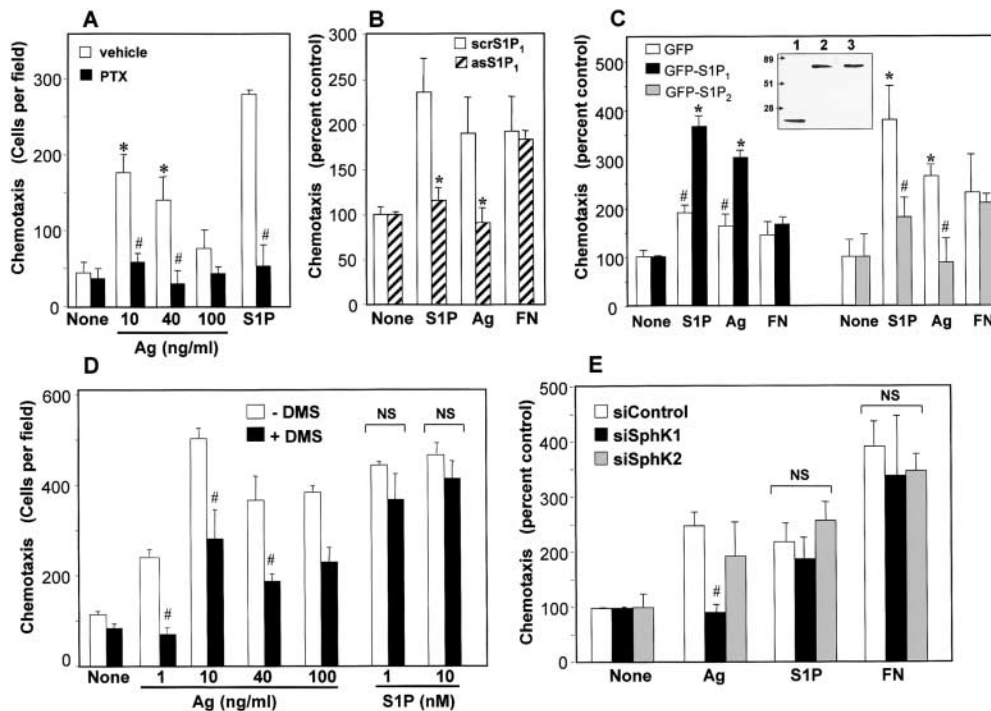 A
vehicle
PTX
Chemotaxis (Cells per field)
300
200
100
0
None 10 40 100 S1P
Ag (ng/ml)
* * # #
#
B
scrS1P1
asS1P1
Chemotaxis (percent control)
300
250
200
150
100
50
0
* *
None S1P Ag FN
C
GFP
GFP-S1P1
GFP-S1P2
1 2 3
89
51
28
Chemotaxis (percent control)
500
400
300
200
100
0
# * # * * # * #
None S1P Ag FN None S1P Ag FN
D
- DMS
+ DMS
Chemotaxis (Cells per field)
600
400
200
0
# # #
NS NS
None 1 10 40 100 1 10
Ag (ng/ml) S1P (nM)
E
siControl
siSphK1
siSphK2
Chemotaxis (percent control)
500
400
300
200
100
0
#
NS
NS
None Ag S1P FN